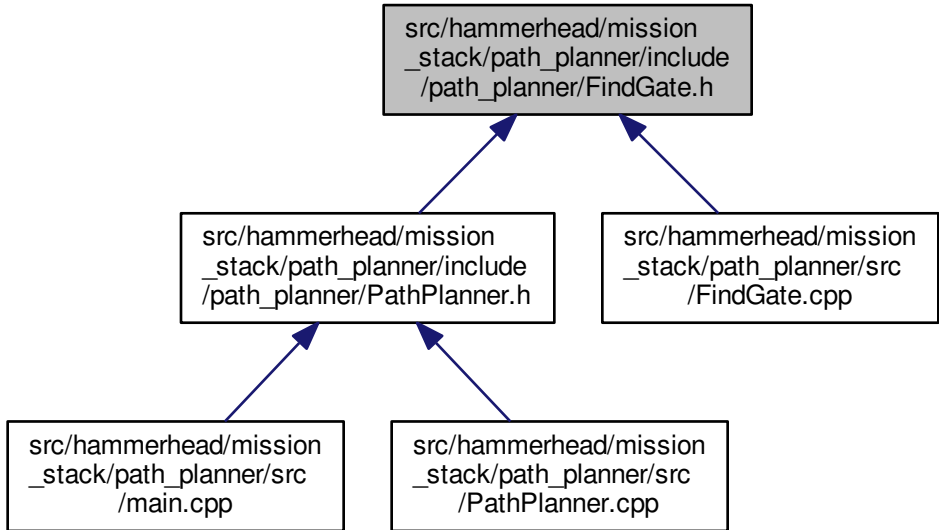 src/hammerhead/mission
_stack/path_planner/include
/path_planner/FindGate.h
src/hammerhead/mission
_stack/path_planner/include
/path_planner/PathPlanner.h
src/hammerhead/mission
_stack/path_planner/src
/FindGate.cpp
src/hammerhead/mission
_stack/path_planner/src
/main.cpp
src/hammerhead/mission
_stack/path_planner/src
/PathPlanner.cpp